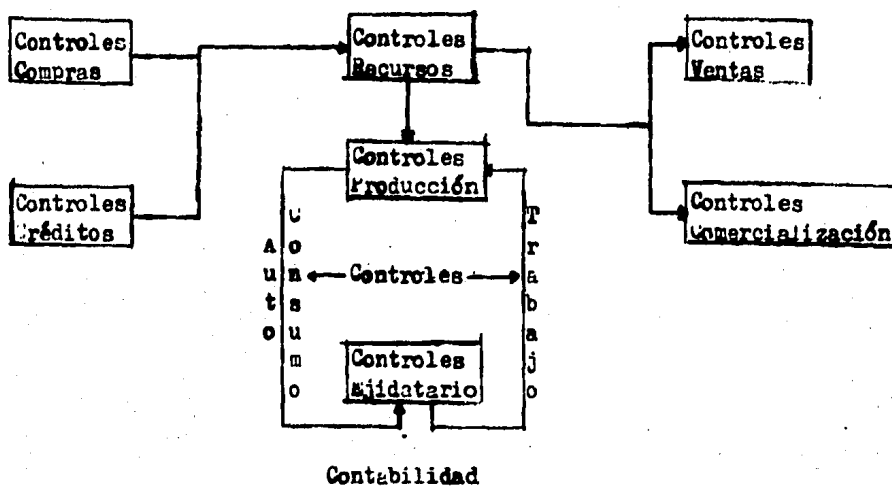 Controles
Compras
Controles
Recursos
Controles
Ventas
Controles
Producción
Controles
Créditos
Controles
Comercialización
Auto
Consumo
Controles
Trabajo
Controles
Ejidatario
Contabilidad